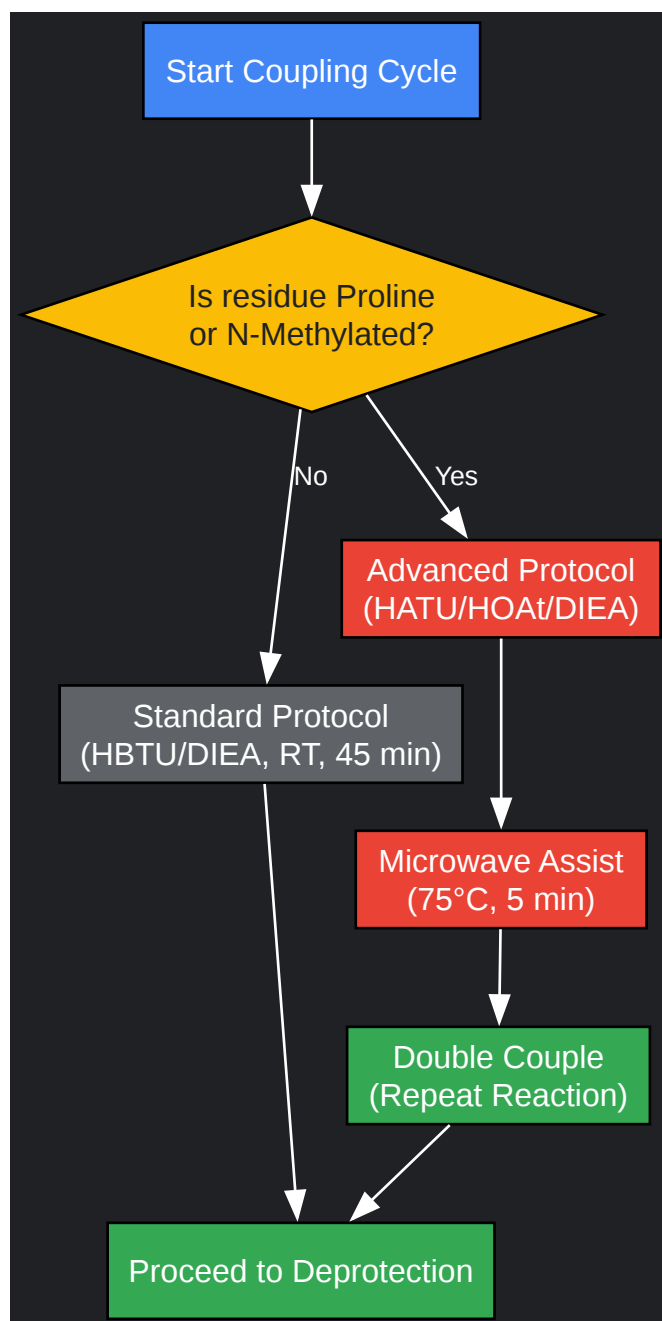 Start Coupling Cycle
Is residue Proline
or N-Methylated?
No
Yes
Advanced Protocol
(HATU/HOAt/DIEA)
Standard Protocol
(HBTU/DIEA, RT, 45 min)
Microwave Assist
(75°C, 5 min)
Double Couple
(Repeat Reaction)
Proceed to Deprotection